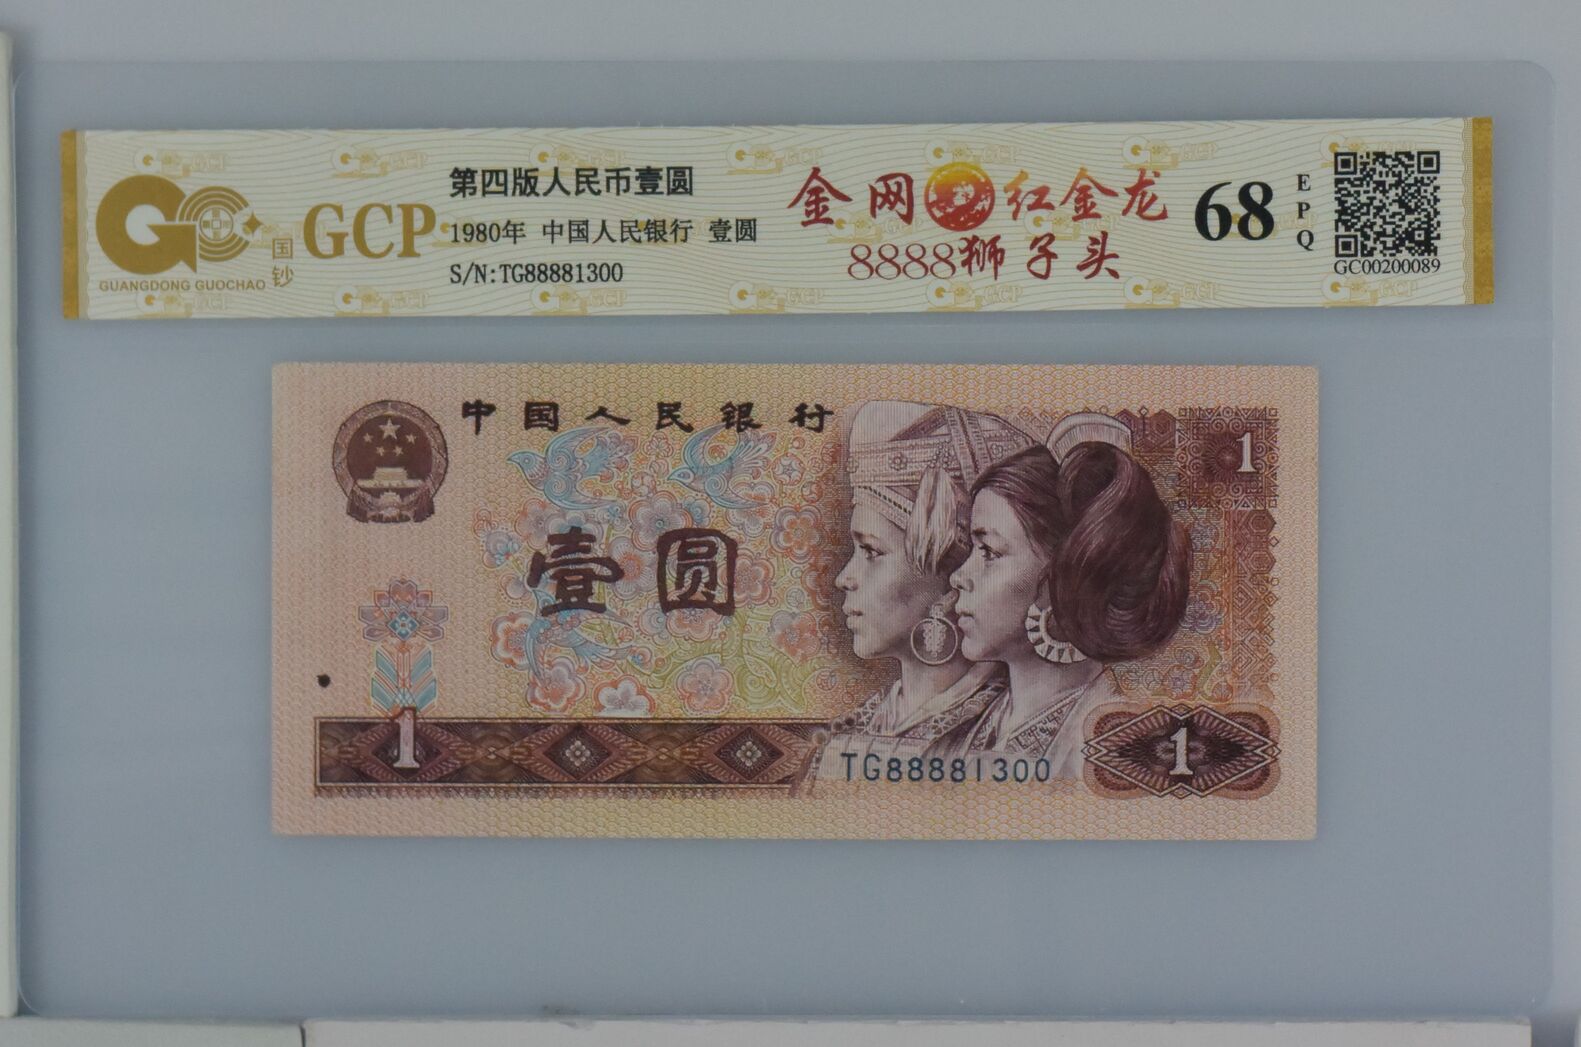 第四版人民币壹圆
1980年 中国人民银行 壹圆
S/N:TG88881300
GCP
国钞
GUANGDONG GUOCHAO
金网 红金龙
8888狮子头
68
EPQ
GC00200089
中国人民银行
1
壹圆
1
1
TG88881300